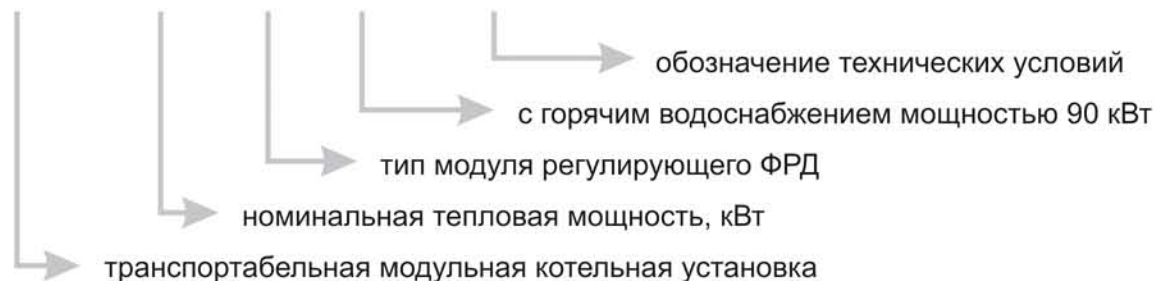 обозначение технических условий
с горячим водоснабжением мощностью 90 кВт
тип модуля регулирующего ФРД
номинальная тепловая мощность, кВт
транспортабельная модульная котельная установка